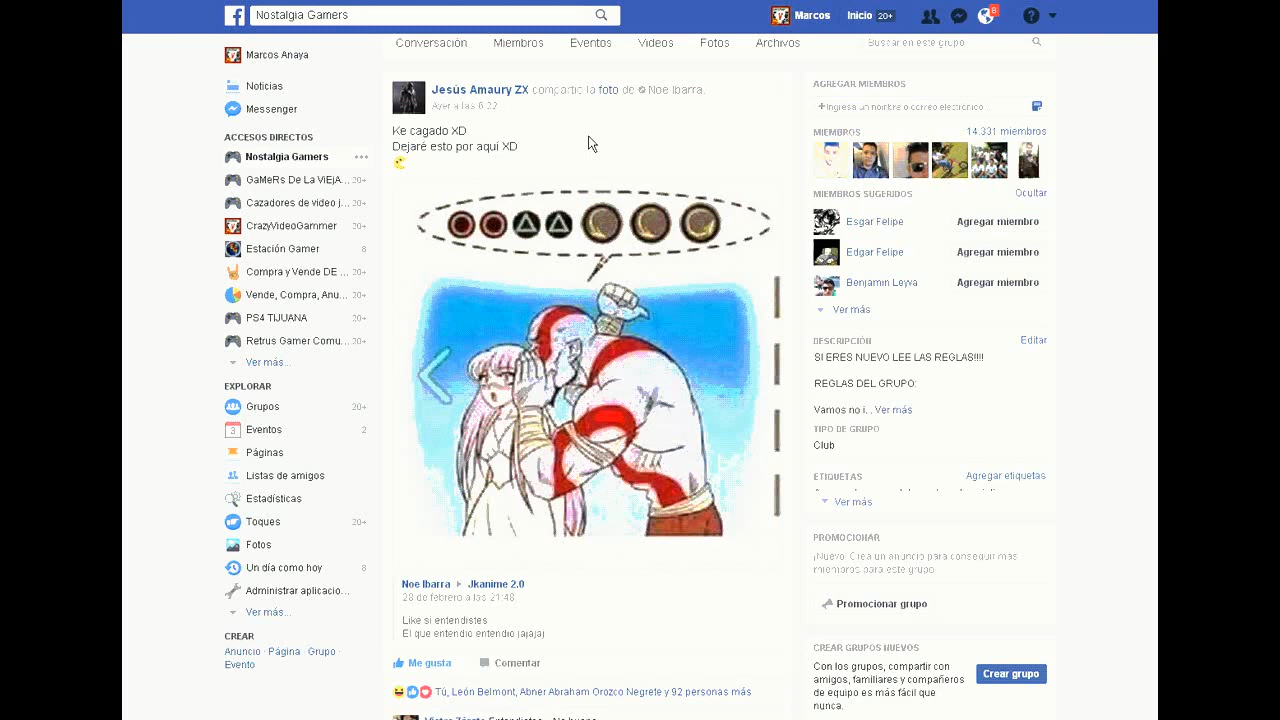 Nostalgia Gamers
Marcos
Inicio 20+
8
Conversación Miembros Eventos Videos Fotos Archivos
Buscar en este grupo
Marcos Anaya
Noticias
Messenger
ACCESOS DIRECTOS
Nostalgia Gamers
GaMeRs De La ViEjA... 20+
Cazadores de video j... 20+
CrazyVideoGammer 20+
Estación Gamer 8
Compra y Vende DE ... 20+
Vende, Compra, Anu... 20+
PS4 TIJUANA 20+
Retrus Gamer Comu... 20+
Ver más...
EXPLORAR
Grupos 20+
Eventos 2
Páginas
Listas de amigos
Estadísticas
Toques 20+
Fotos
Un día como hoy 8
Administrar aplicacio...
Ver más...
CREAR
Anuncio · Página · Grupo ·
Evento
Jesús Amaury ZX compartió la foto de Noe Ibarra.
Ayer a las 6:22
Ke cagado XD
Dejaré esto por aquí XD
Noe Ibarra ▸ Jkanime 2.0
28 de febrero a las 21:48
Like si entendistes
El que entendio entendio jajajaj
Me gusta Comentar
Tú, León Belmont, Abner Abraham Orozco Negrete y 92 personas más
AGREGAR MIEMBROS
+Ingresa un nombre o correo electrónico...
MIEMBROS 14.331 miembros
MIEMBROS SUGERIDOS Ocultar
Esgar Felipe Agregar miembro
Edgar Felipe Agregar miembro
Benjamin Leyva Agregar miembro
Ver más
DESCRIPCIÓN Editar
SI ERES NUEVO LEE LAS REGLAS!!!!
REGLAS DEL GRUPO:
Vamos no i... Ver más
TIPO DE GRUPO
Club
ETIQUETAS Agregar etiquetas
Ver más
PROMOCIONAR
¡Nuevo! Crea un anuncio para conseguir más
miembros para este grupo.
Promocionar grupo
CREAR GRUPOS NUEVOS
Con los grupos, compartir con
amigos, familiares y compañeros
de equipo es más fácil que
nunca.
Crear grupo